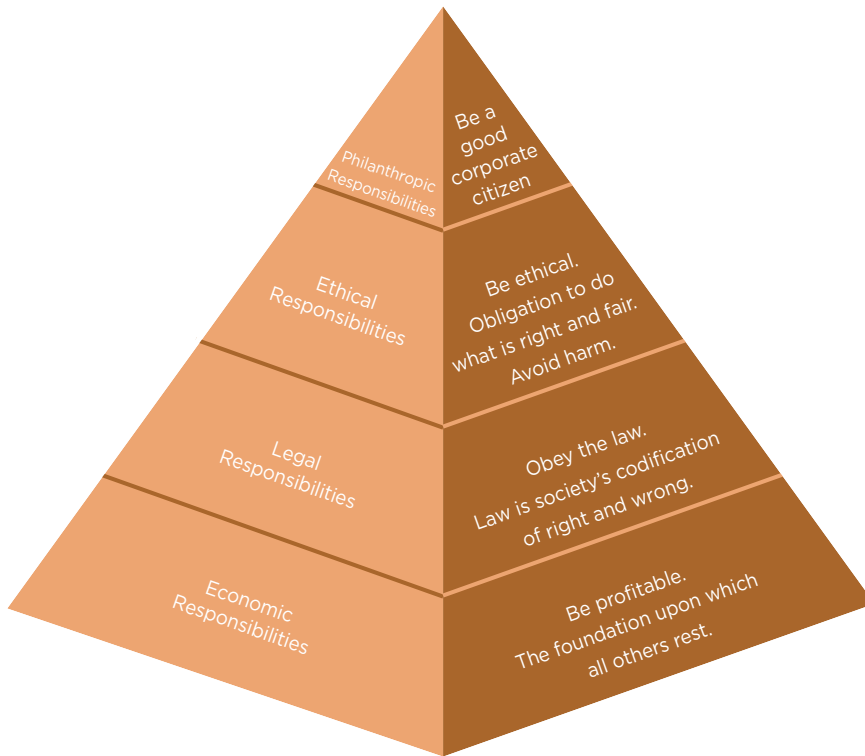 Philanthropic
Responsibilities
Be a
good
corporate
citizen
Ethical
Responsibilities
Be ethical.
Obligation to do
what is right and fair.
Avoid harm.
Legal
Responsibilities
Obey the law.
Law is society’s codification
of right and wrong.
Economic
Responsibilities
Be profitable.
The foundation upon which
all others rest.